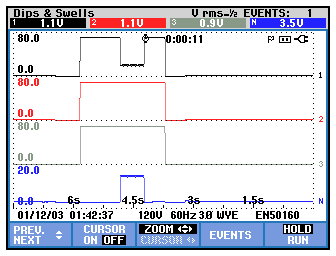 Dips & Swells V rms-½ EVENTS: 1
1 1.1V 2 1.1V 3 0.9V N 3.5V
80.0 0:00:11
0.0 1
80.0
0.0 2
80.0
0.0 3
20.0
0.0 6s 4.5s 3s 1.5s N
01/12/03 01:42:37 120V 60Hz 3Ø WYE EN50160
PREV. NEXT CURSOR ON OFF ZOOM CURSOR EVENTS HOLD RUN